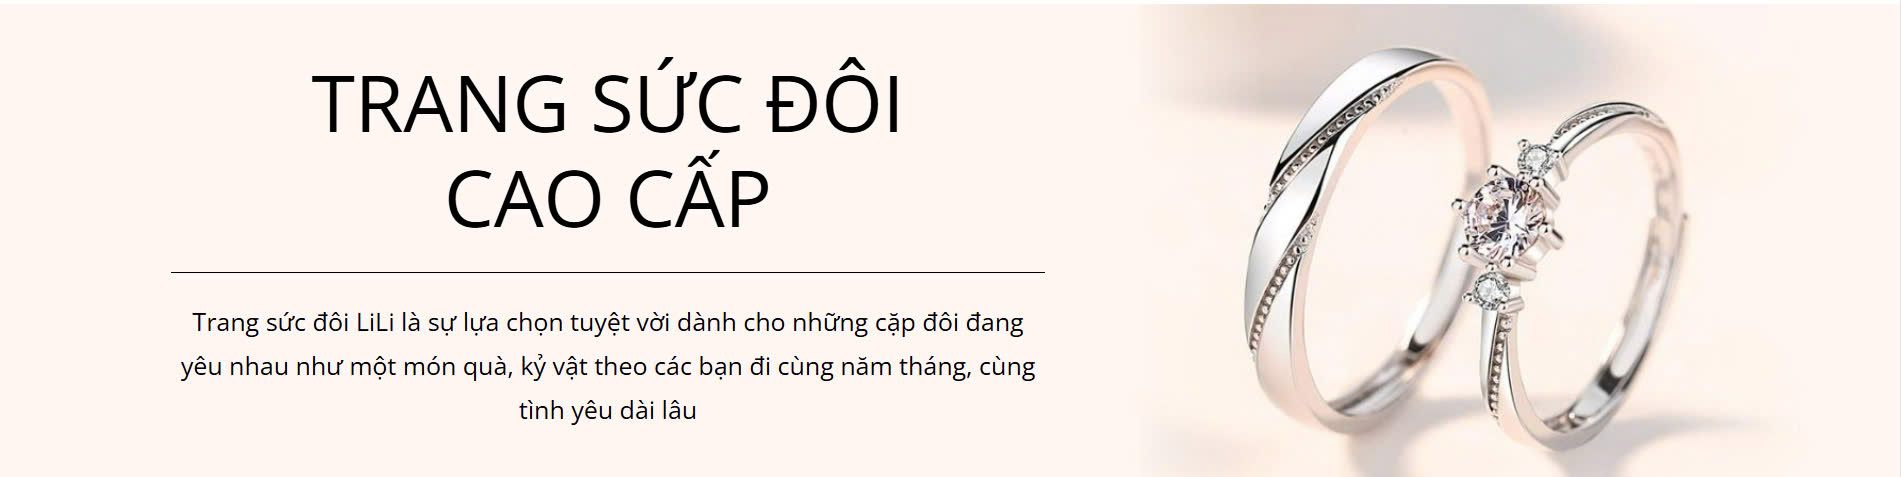 TRANG SỨC ĐÔI
CAO CẤP
Trang sức đôi LiLi là sự lựa chọn tuyệt vời dành cho những cặp đôi đang
yêu nhau như một món quà, kỷ vật theo các bạn đi cùng năm tháng, cùng
tình yêu dài lâu